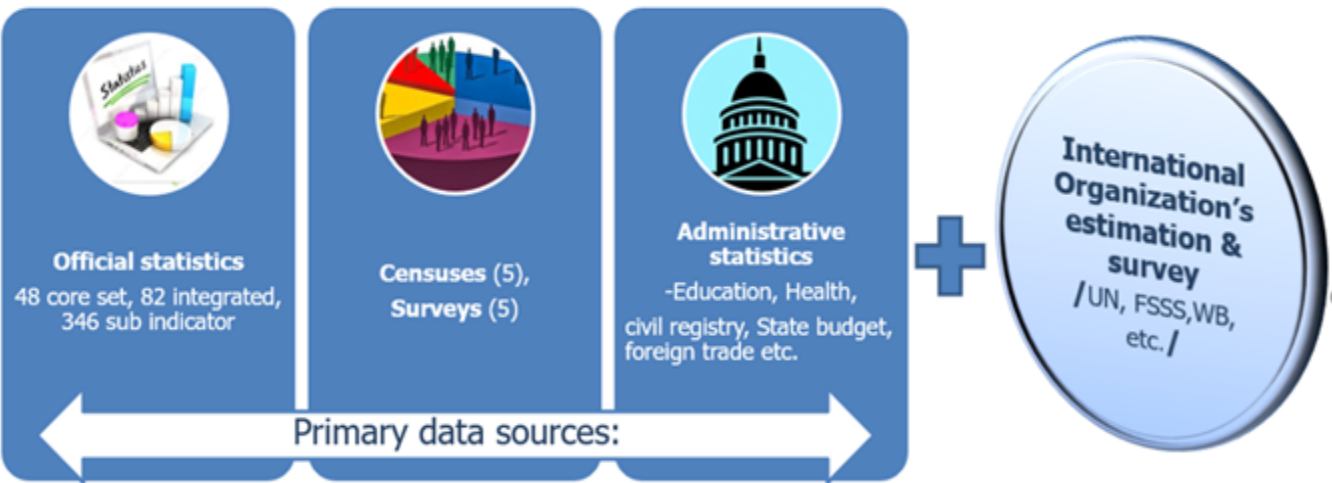 Statistics
Official statistics
48 core set, 82 integrated,
346 sub indicator
Censuses (5),
Surveys (5)
Administrative
statistics
-Education, Health,
civil registry, State budget,
foreign trade etc.
Primary data sources:
International
Organization's
estimation &
survey
/UN, FSSS,WB,
etc./